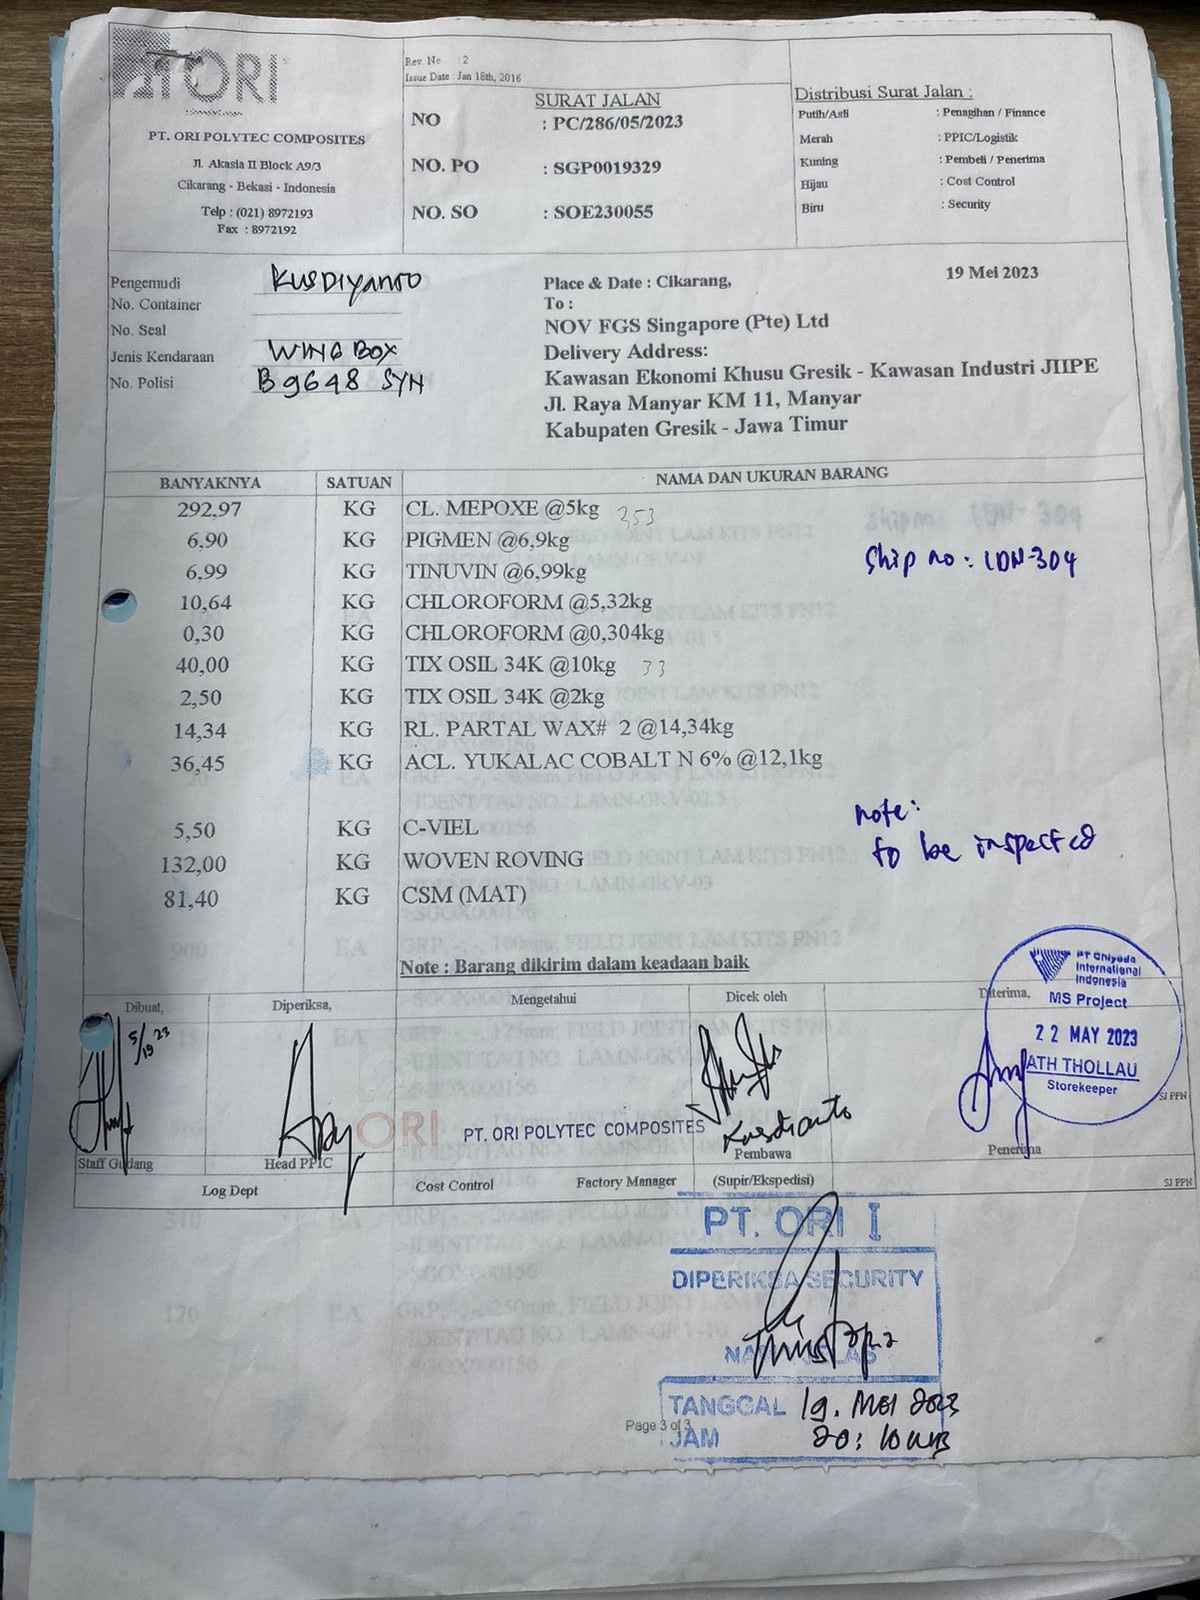 ORI
PT. ORI POLYTEC COMPOSITES
Jl. Akasia II Block A9/3
Cikarang - Bekasi - Indonesia
Telp : (021) 8972193
Fax : 8972192
Rev. No : 2
Issue Date : Jan 18th, 2016
SURAT JALAN
NO : PC/286/05/2023
NO. PO : SGP0019329
NO. SO : SOE230055
Distribusi Surat Jalan :
Putih/Asli : Penagihan / Finance
Merah : PPIC/Logistik
Kuning : Pembeli / Penerima
Hijau : Cost Control
Biru : Security
Pengemudi KUSDIYANTO
No. Container
No. Seal
Jenis Kendaraan WING BOX
No. Polisi B 9648 SYN
Place & Date : Cikarang, 19 Mei 2023
To :
NOV FGS Singapore (Pte) Ltd
Delivery Address:
Kawasan Ekonomi Khusu Gresik - Kawasan Industri JIIPE
Jl. Raya Manyar KM 11, Manyar
Kabupaten Gresik - Jawa Timur
BANYAKNYA SATUAN NAMA DAN UKURAN BARANG
292,97 KG CL. MEPOXE @5kg 353
6,90 KG PIGMEN @6,9kg
6,99 KG TINUVIN @6,99kg
Ship no: IDN-304
10,64 KG CHLOROFORM @5,32kg
0,30 KG CHLOROFORM @0,304kg
40,00 KG TIX OSIL 34K @10kg 33
2,50 KG TIX OSIL 34K @2kg
14,34 KG RL. PARTAL WAX# 2 @14,34kg
36,45 KG ACL. YUKALAC COBALT N 6% @12,1kg
note:
5,50 KG C-VIEL
to be inspected
132,00 KG WOVEN ROVING
81,40 KG CSM (MAT)
Note : Barang dikirim dalam keadaan baik
Dibuat, Diperiksa, Mengetahui Dicek oleh Diterima,
5/19 23
PT Chiyoda
International
Indonesia
MS Project
22 MAY 2023
ATH THOLLAU
Storekeeper
ORI PT. ORI POLYTEC COMPOSITES
Kusdianto
SJ PPN
Staff Gudang Head PPIC Pembawa Penerima
Log Dept Cost Control Factory Manager (Supir/Ekspedisi) SJ PPN
PT. ORI I
DIPERIKSA SECURITY
TANGGAL 19. MEI 2023
Page 3 of 3
JAM 20: 10 WIB